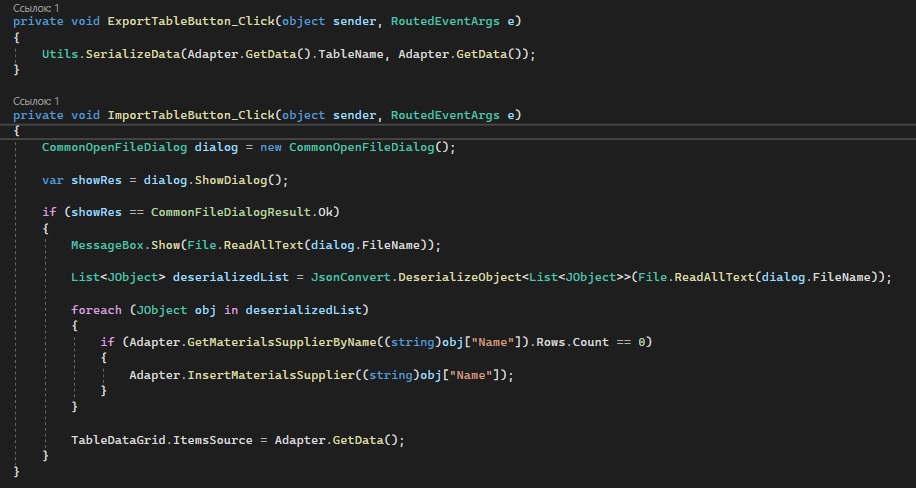 Ссылок: 1
private void ExportTableButton_Click(object sender, RoutedEventArgs e)
{
Utils.SerializeData(Adapter.GetData().TableName, Adapter.GetData());
}
Ссылок: 1
private void ImportTableButton_Click(object sender, RoutedEventArgs e)
{
CommonOpenFileDialog dialog = new CommonOpenFileDialog();
var showRes = dialog.ShowDialog();
if (showRes == CommonFileDialogResult.Ok)
{
MessageBox.Show(File.ReadAllText(dialog.FileName));
List<JObject> deserializedList = JsonConvert.DeserializeObject<List<JObject>>(File.ReadAllText(dialog.FileName));
foreach (JObject obj in deserializedList)
{
if (Adapter.GetMaterialsSupplierByName((string)obj["Name"]).Rows.Count == 0)
{
Adapter.InsertMaterialsSupplier((string)obj["Name"]);
}
}
TableDataGrid.ItemsSource = Adapter.GetData();
}
}